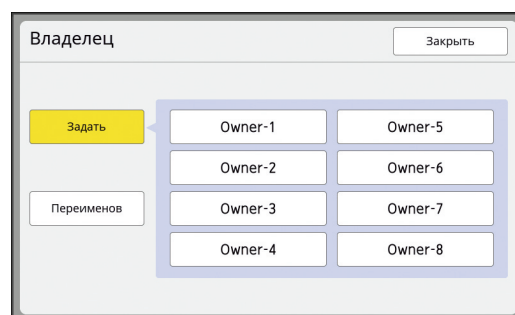 Владелец Закрыть
Задать Owner-1 Owner-5
Owner-2 Owner-6
Переименов Owner-3 Owner-7
Owner-4 Owner-8